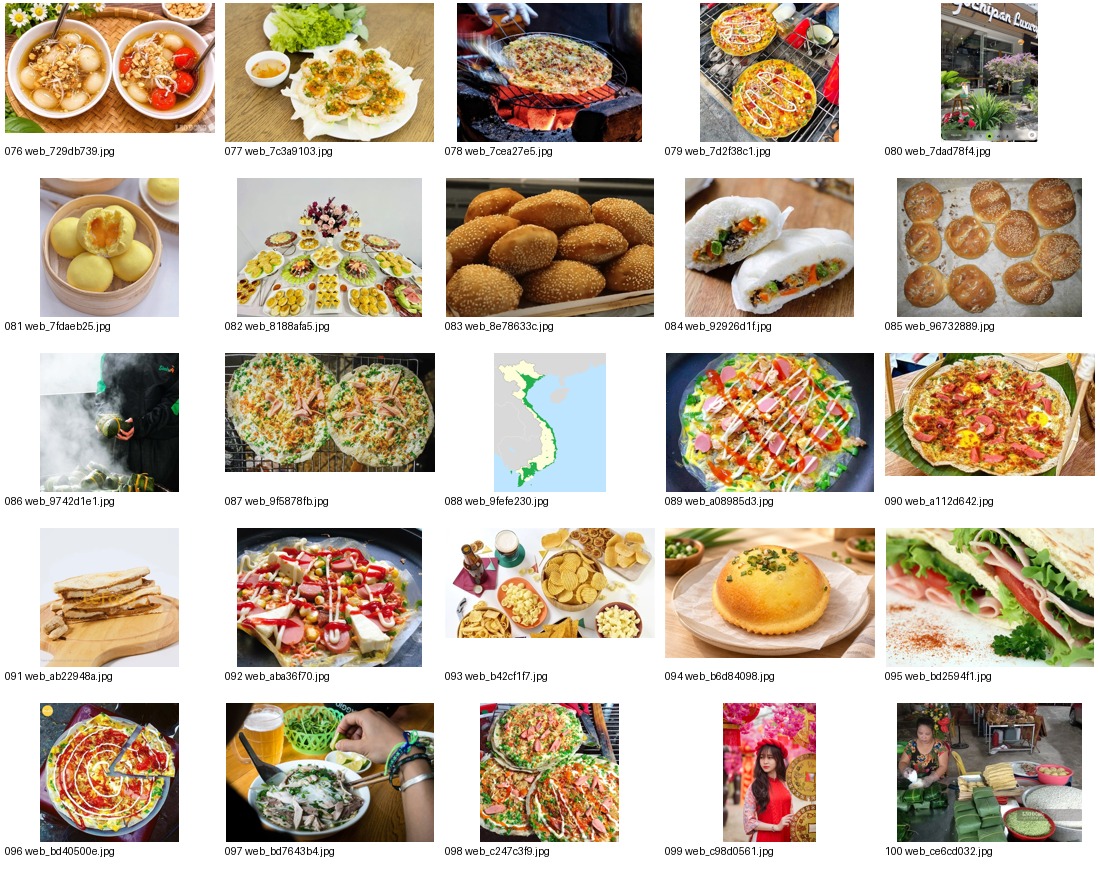 076 web_729db739.jpg
077 web_7c3a9103.jpg
078 web_7cea27e5.jpg
079 web_7d2f38c1.jpg
080 web_7dad78f4.jpg
081 web_7fdaeb25.jpg
082 web_8188afa5.jpg
083 web_8e78633c.jpg
084 web_92926d1f.jpg
085 web_96732889.jpg
086 web_9742d1e1.jpg
087 web_9f5878fb.jpg
088 web_9fefe230.jpg
089 web_a08985d3.jpg
090 web_a112d642.jpg
091 web_ab22948a.jpg
092 web_aba36f70.jpg
093 web_b42cf1f7.jpg
094 web_b6d84098.jpg
095 web_bd2594f1.jpg
096 web_bd40500e.jpg
097 web_bd7643b4.jpg
098 web_c247c3f9.jpg
099 web_c98d0561.jpg
100 web_ce6cd032.jpg